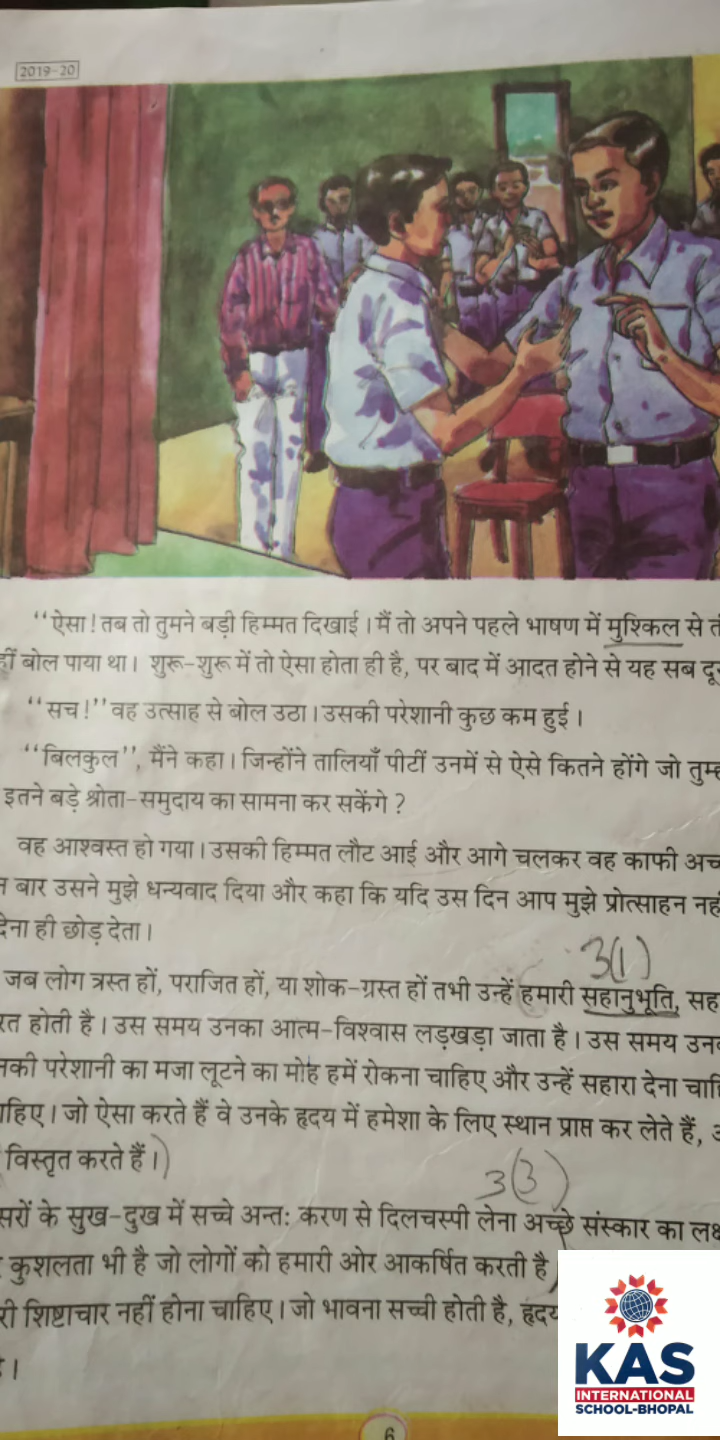 2019-20
‘‘ऐसा! तब तो तुमने बड़ी हिम्मत दिखाई। मैं तो अपने पहले भाषण में मुश्किल से
बोल पाया था। शुरू-शुरू में तो ऐसा होता ही है, पर बाद में आदत होने से यह सब
‘‘सच!’’ वह उत्साह से बोल उठा। उसकी परेशानी कुछ कम हुई।
‘‘बिलकुल’’, मैंने कहा। जिन्होंने तालियाँ पीटीं उनमें से ऐसे कितने होंगे जो
इतने बड़े श्रोता-समुदाय का सामना कर सकेंगे ?
वह आश्वस्त हो गया। उसकी हिम्मत लौट आई और आगे चलकर वह काफी
बार उसने मुझे धन्यवाद दिया और कहा कि यदि उस दिन आप मुझे प्रोत्साहन
देना ही छोड़ देता।
3(1)
जब लोग त्रस्त हों, पराजित हों, या शोक-ग्रस्त हों तभी उन्हें हमारी सहानुभूति,
होती है। उस समय उनका आत्म-विश्वास लड़खड़ा जाता है। उस समय
परेशानी का मजा लूटने का मोह हमें रोकना चाहिए और उन्हें सहारा देना
जो ऐसा करते हैं वे उनके हृदय में हमेशा के लिए स्थान प्राप्त कर लेते हैं,
विस्तृत करते हैं।)
3(3)
के सुख-दुख में सच्चे अन्तः करण से दिलचस्पी लेना अच्छे संस्कार का
कुशलता भी है जो लोगों को हमारी ओर आकर्षित करती है
शिष्टाचार नहीं होना चाहिए। जो भावना सच्ची होती है,
KAS
INTERNATIONAL
SCHOOL-BHOPAL
6